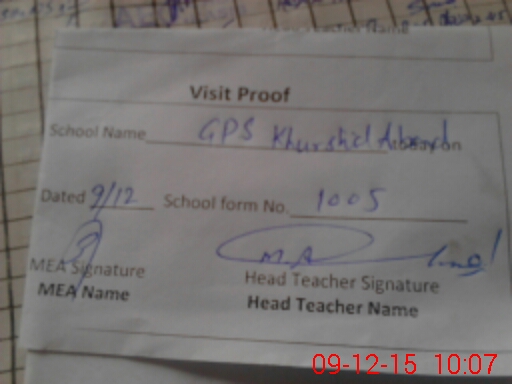 Visit Proof
School Name GPS Khurshid Abad
Dated 9/12 School form No. 1005
MEA Signature Head Teacher Signature
MEA Name Head Teacher Name
09-12-15 10:07